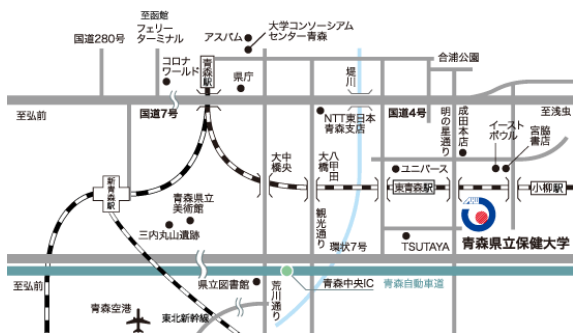 至函館
フェリー
ターミナル
国道280号
アスパム
大学コンソーシアム
センター青森
コロナ
ワールド
青森駅
県庁
堤川
合浦公園
至弘前
国道7号
NTT東日本
青森支店
国道4号
明の星通り
成田本店
イースト
ボウル
宮脇
書店
至浅虫
新青森駅
青森県立
美術館
三内丸山遺跡
中央
大橋
八甲田
大橋
観光通り
ユニバース
東青森駅
小柳駅
環状7号
TSUTAYA
青森県立保健大学
至弘前
県立図書館
荒川通り
青森中央IC
青森自動車道
青森空港
東北新幹線